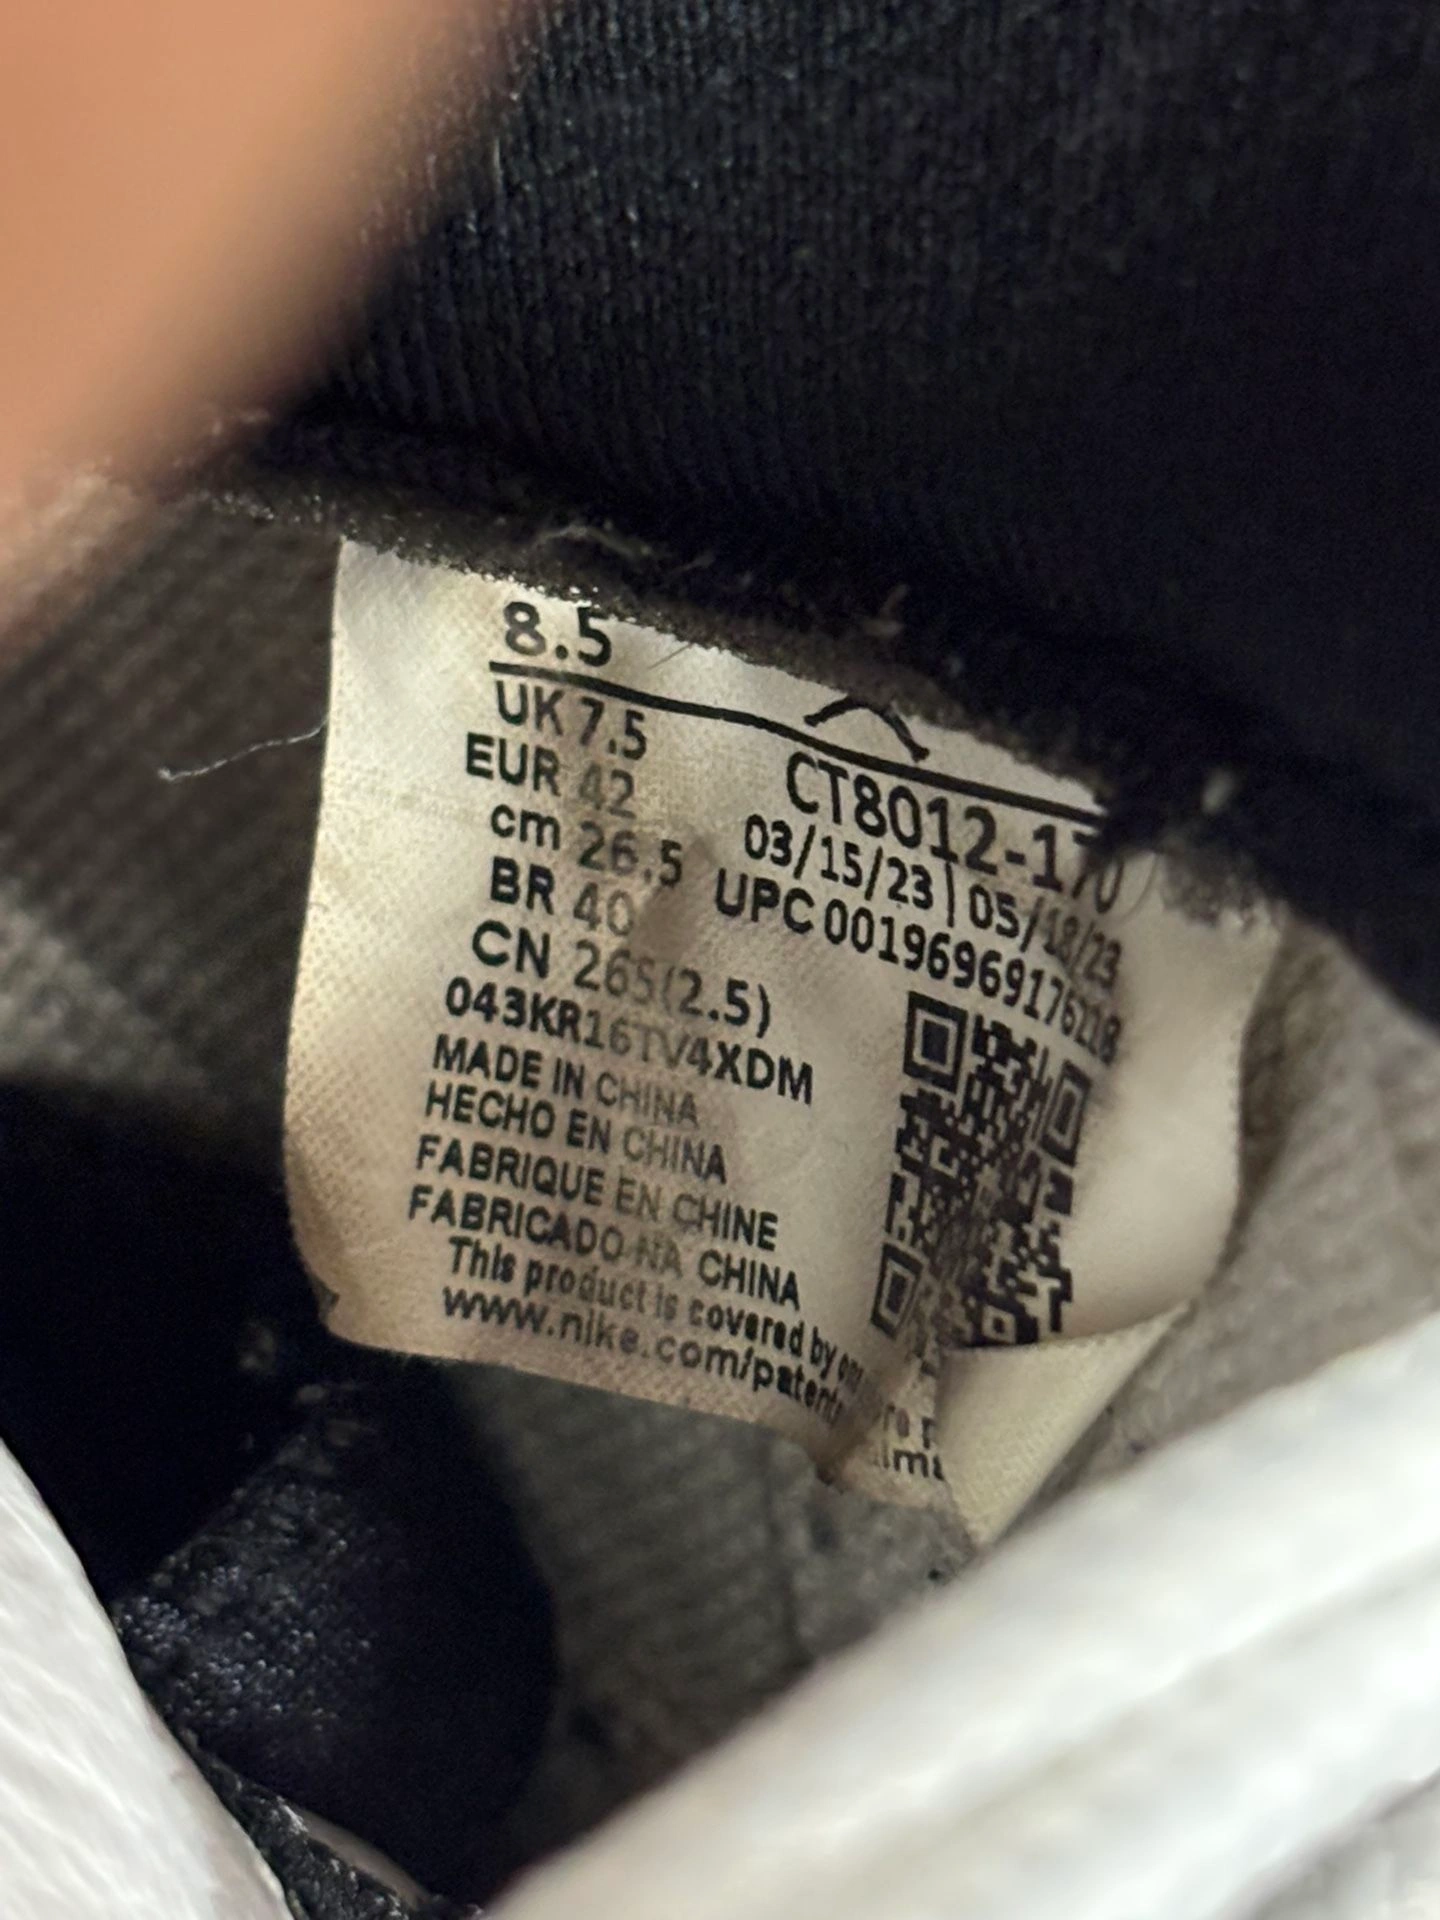 8.5
UK 7.5
EUR 42
cm 26.5
BR 40
CN 265(2.5)
CT8012-170
03/15/23 | 05/18/23
UPC 00196969176218
043KR16TV4XDM
MADE IN CHINA
HECHO EN CHINA
FABRIQUE EN CHINE
FABRICADO NA CHINA
This product is covered by
www.nike.com/patent